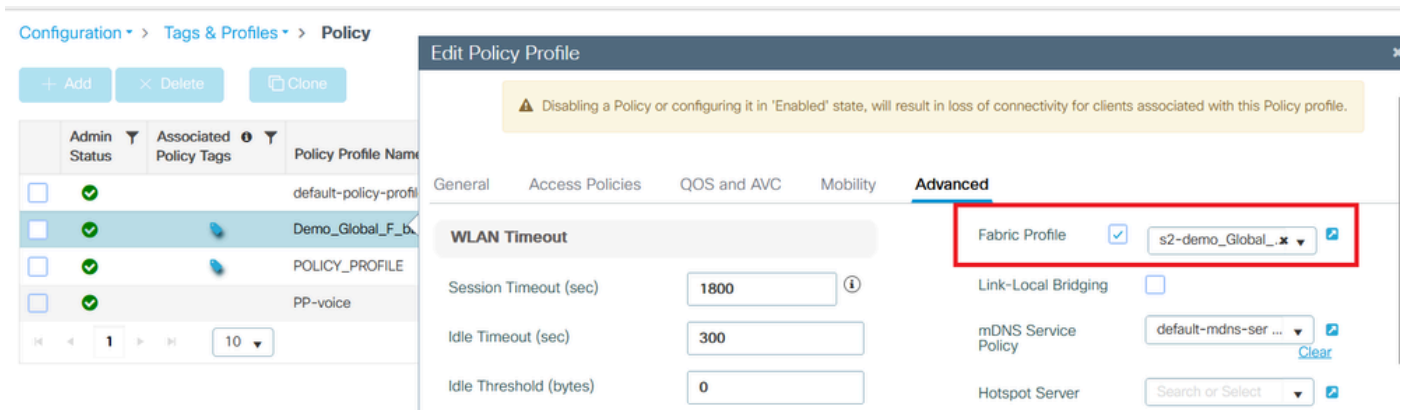 Configuration > Tags & Profiles > Policy
+ Add × Delete Clone
Admin Status Associated Policy Tags Policy Profile Name
default-policy-profil
Demo_Global_F_b
POLICY_PROFILE
PP-voice
1 10
Edit Policy Profile ×
Disabling a Policy or configuring it in 'Enabled' state, will result in loss of connectivity for clients associated with this Policy profile.
General Access Policies QOS and AVC Mobility Advanced
WLAN Timeout
Session Timeout (sec) 1800
Idle Timeout (sec) 300
Idle Threshold (bytes) 0
Fabric Profile s2-demo_Global_.×
Link-Local Bridging
mDNS Service Policy default-mdns-ser ...
Clear
Hotspot Server Search or Select